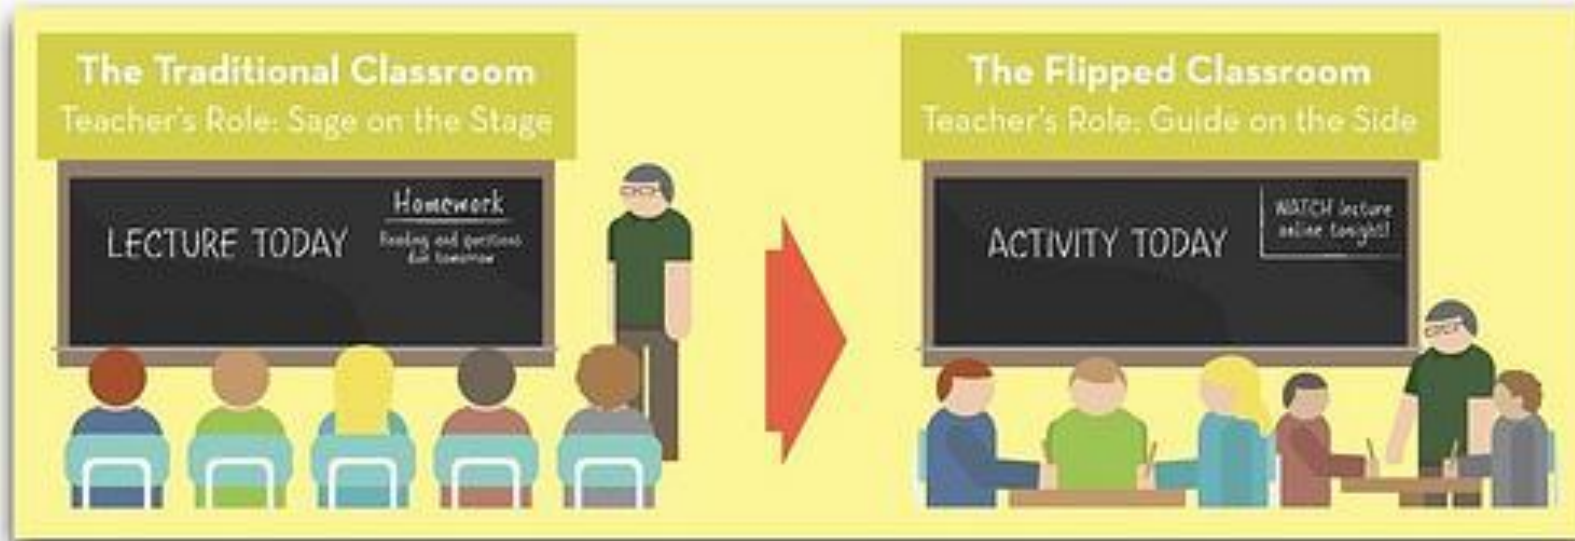 The Traditional Classroom
Teacher's Role: Sage on the Stage
LECTURE TODAY
Homework
Reading and questions
due tomorrow
The Flipped Classroom
Teacher's Role: Guide on the Side
ACTIVITY TODAY
WATCH lecture
online tonight!